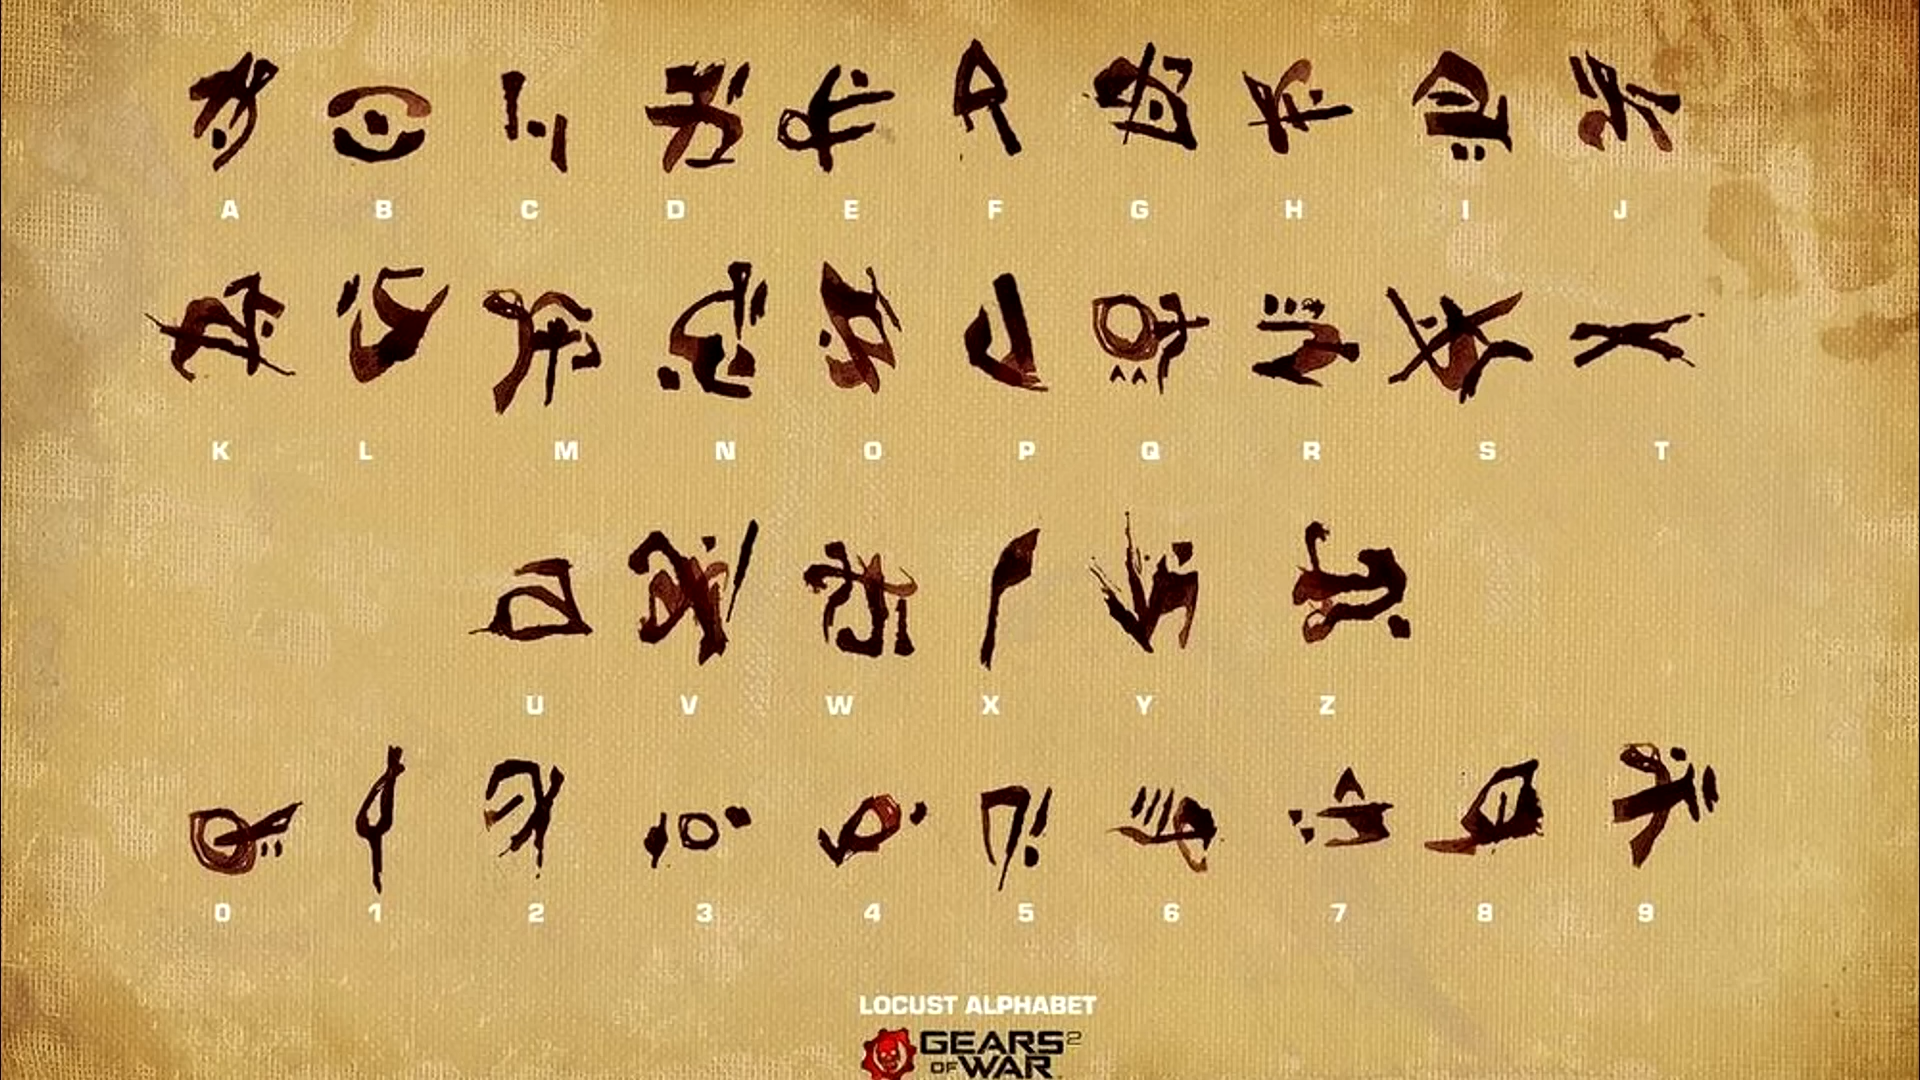 A B C D E F G H I J
K L M N O P Q R S T
U V W X Y Z
0 1 2 3 4 5 6 7 8 9
LOCUST ALPHABET
GEARS 2
OF WAR